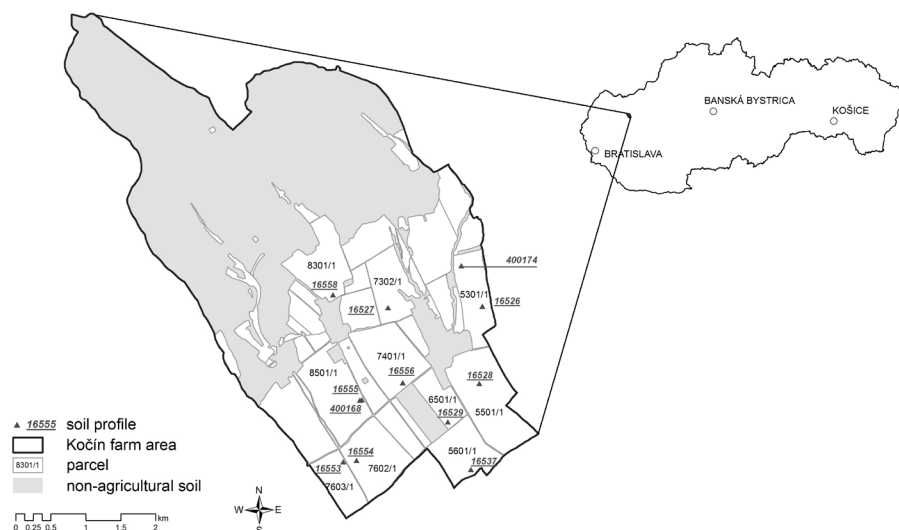 BANSKÁ BYSTRICA
KOŠICE
BRATISLAVA
400174
8301/1
16558
7302/1
5301/1
16527
16526
7401/1
8501/1
16556
16528
16555
400168
6501/1
16529
5501/1
16554
5601/1
16553
7602/1
16537
7603/1
16555 soil profile
Kočín farm area
8301/1 parcel
non-agricultural soil
N
W E
S
km
0 0.25 0.5 1 1.5 2